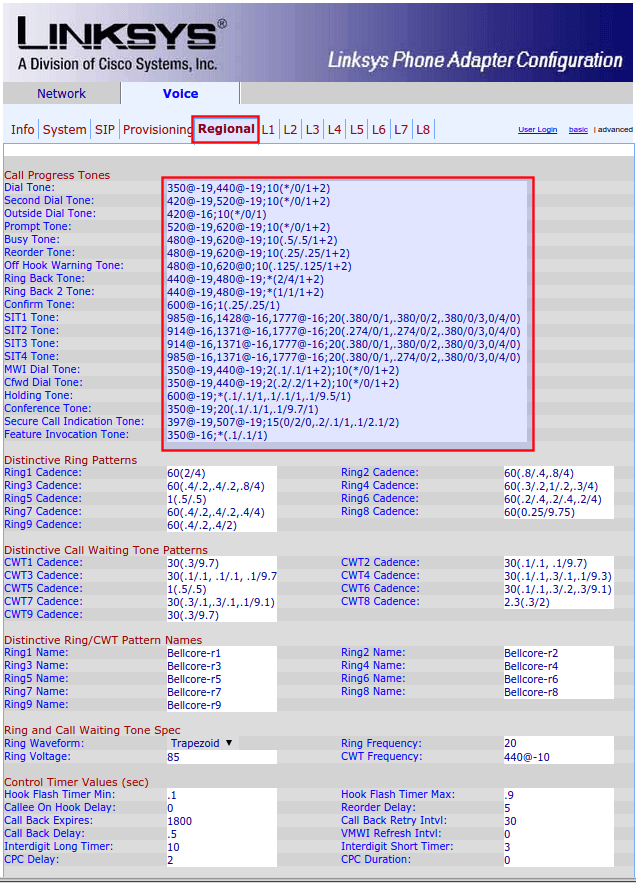 LINKSYS®
A Division of Cisco Systems, Inc.
Linksys Phone Adapter Configuration
Network Voice
Info System SIP Provisioning Regional L1 L2 L3 L4 L5 L6 L7 L8 User Login basic | advanced
Call Progress Tones
Dial Tone: 350@-19,440@-19;10(*/0/1+2)
Second Dial Tone: 420@-19,520@-19;10(*/0/1+2)
Outside Dial Tone: 420@-16;10(*/0/1)
Prompt Tone: 520@-19,620@-19;10(*/0/1+2)
Busy Tone: 480@-19,620@-19;10(.5/.5/1+2)
Reorder Tone: 480@-19,620@-19;10(.25/.25/1+2)
Off Hook Warning Tone: 480@-10,620@0;10(.125/.125/1+2)
Ring Back Tone: 440@-19,480@-19;*(2/4/1+2)
Ring Back 2 Tone: 440@-19,480@-19;*(1/1/1+2)
Confirm Tone: 600@-16;1(.25/.25/1)
SIT1 Tone: 985@-16,1428@-16,1777@-16;20(.380/0/1,.380/0/2,.380/0/3,0/4/0)
SIT2 Tone: 914@-16,1371@-16,1777@-16;20(.274/0/1,.274/0/2,.380/0/3,0/4/0)
SIT3 Tone: 914@-16,1371@-16,1777@-16;20(.380/0/1,.380/0/2,.380/0/3,0/4/0)
SIT4 Tone: 985@-16,1371@-16,1777@-16;20(.380/0/1,.274/0/2,.380/0/3,0/4/0)
MWI Dial Tone: 350@-19,440@-19;2(.1/.1/1+2);10(*/0/1+2)
Cfwd Dial Tone: 350@-19,440@-19;2(.2/.2/1+2);10(*/0/1+2)
Holding Tone: 600@-19;*(.1/.1/1,.1/.1/1,.1/9.5/1)
Conference Tone: 350@-19;20(.1/.1/1,.1/9.7/1)
Secure Call Indication Tone: 397@-19,507@-19;15(0/2/0,.2/.1/1,.1/2.1/2)
Feature Invocation Tone: 350@-16;*(.1/.1/1)
Distinctive Ring Patterns
Ring1 Cadence: 60(2/4) Ring2 Cadence: 60(.8/.4,.8/4)
Ring3 Cadence: 60(.4/.2,.4/.2,.8/4) Ring4 Cadence: 60(.3/.2,1/.2,.3/4)
Ring5 Cadence: 1(.5/.5) Ring6 Cadence: 60(.2/.4,.2/.4,.2/4)
Ring7 Cadence: 60(.4/.2,.4/.2,.4/4) Ring8 Cadence: 60(0.25/9.75)
Ring9 Cadence: 60(.4/.2,.4/2)
Distinctive Call Waiting Tone Patterns
CWT1 Cadence: 30(.3/9.7) CWT2 Cadence: 30(.1/.1, .1/9.7)
CWT3 Cadence: 30(.1/.1, .1/.1, .1/9.7 CWT4 Cadence: 30(.1/.1,.3/.1,.1/9.3)
CWT5 Cadence: 1(.5/.5) CWT6 Cadence: 30(.1/.1,.3/.2,.3/9.1)
CWT7 Cadence: 30(.3/.1,.3/.1,.1/9.1) CWT8 Cadence: 2.3(.3/2)
CWT9 Cadence: 30(.3/9.7)
Distinctive Ring/CWT Pattern Names
Ring1 Name: Bellcore-r1 Ring2 Name: Bellcore-r2
Ring3 Name: Bellcore-r3 Ring4 Name: Bellcore-r4
Ring5 Name: Bellcore-r5 Ring6 Name: Bellcore-r6
Ring7 Name: Bellcore-r7 Ring8 Name: Bellcore-r8
Ring9 Name: Bellcore-r9
Ring and Call Waiting Tone Spec
Ring Waveform: Trapezoid ▼ Ring Frequency: 20
Ring Voltage: 85 CWT Frequency: 440@-10
Control Timer Values (sec)
Hook Flash Timer Min: .1 Hook Flash Timer Max: .9
Callee On Hook Delay: 0 Reorder Delay: 5
Call Back Expires: 1800 Call Back Retry Intvl: 30
Call Back Delay: .5 VMWI Refresh Intvl: 0
Interdigit Long Timer: 10 Interdigit Short Timer: 3
CPC Delay: 2 CPC Duration: 0